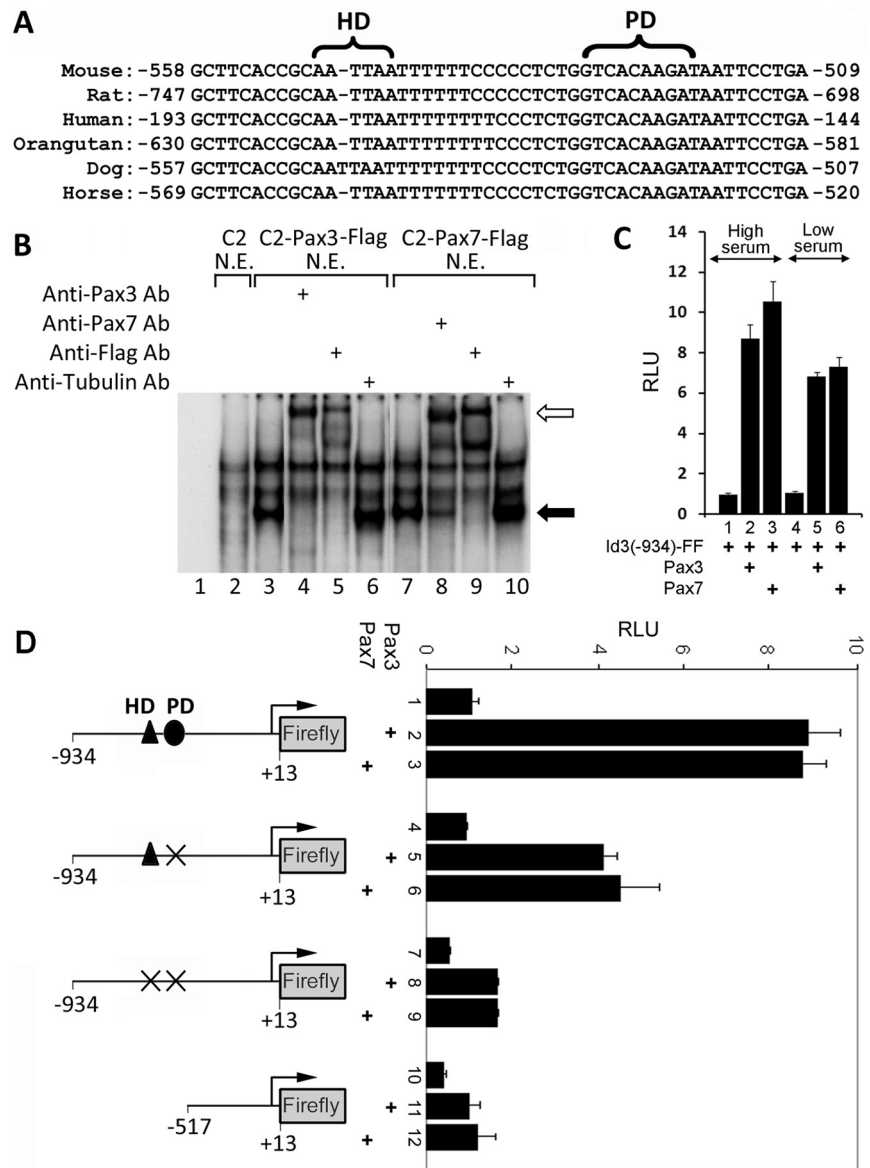 A
HD PD
Mouse:-558 GCTTCACCGCAA-TTAATTTTTTCCCCCTCTGGTCACAAGATAATTCCTGA -509
Rat:-747 GCTTCACCGCAA-TTAATTTTTTCCCCCTCTGGTCACAAGATAATTCCTGA -698
Human:-193 GCTTCACCGCAA-TTAATTTTTTTCCCCTCTGGTCACAAGATAATTCCTGA -144
Orangutan:-630 GCTTCACCGCAA-TTAATTTTTTTCCCCTCTGGTCACAAGATAATTCCTGA -581
Dog:-557 GCTTCACCGCAATTAATTTTTTTTCCCCTCTGGTCACAAGATAATTCCTGA -507
Horse:-569 GCTTCACCGCAA-TTAATTTTTTTCCCCTCTGGTCACAAGATAATTCCTGA -520
B
C2 C2-Pax3-Flag C2-Pax7-Flag
N.E. N.E. N.E.
Anti-Pax3 Ab +
Anti-Pax7 Ab +
Anti-Flag Ab + +
Anti-Tubulin Ab + +
1 2 3 4 5 6 7 8 9 10
C
High serum
Low serum
RLU
14
12
10
8
6
4
2
0
1 2 3 4 5 6
Id3(-934)-FF + + + + + +
Pax3 + +
Pax7 + +
D
Pax3
Pax7
RLU
0 2 4 6 8 10
HD PD
Firefly
-934
+13
1
2 +
3 +
Firefly
-934
+13
4
5 +
6 +
Firefly
-934
+13
7
8 +
9 +
Firefly
-517
+13
10
11 +
12 +